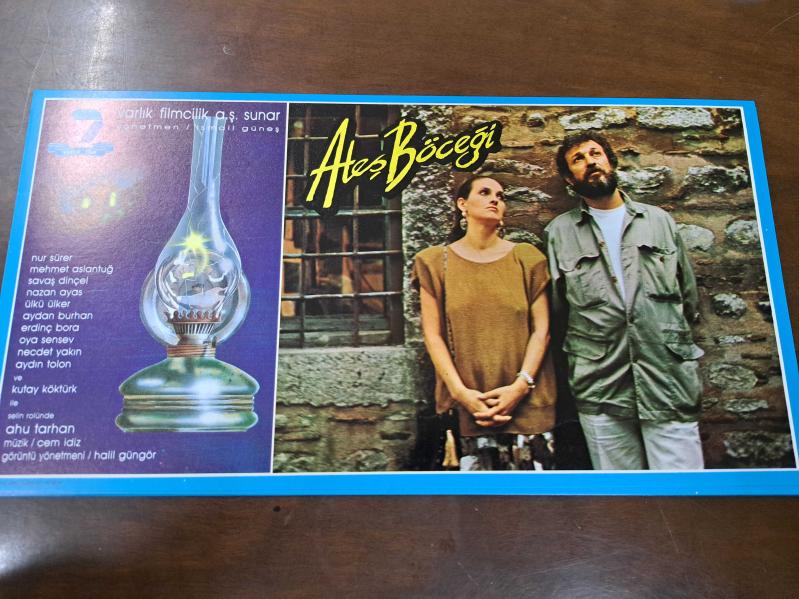 varlık filmcilik a.ş. sunar
yönetmen / ismail güneş
Ateş Böceği
nur sürer
mehmet aslantuğ
savaş dinçel
nazan ayas
ülkü ülker
aydan burhan
erdinç bora
oya sensev
necdet yakın
aydın tolon
ve
kutay köktürk
ile
selin rolünde
ahu tarhan
müzik / cem idiz
görüntü yönetmeni / halil güngör